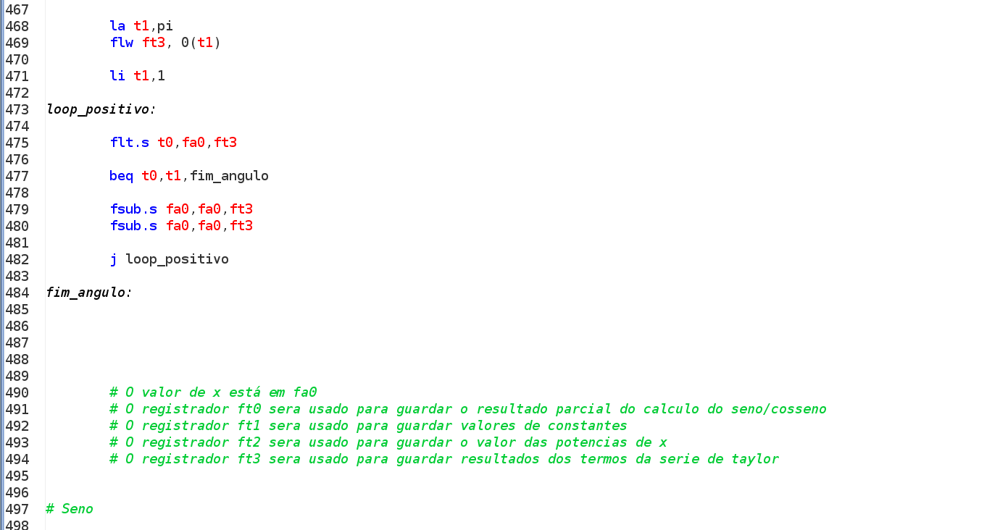 467
468 la t1,pi
469 flw ft3, 0(t1)
470
471 li t1,1
472
473 loop_positivo:
474
475 flt.s t0,fa0,ft3
476
477 beq t0,t1,fim_angulo
478
479 fsub.s fa0,fa0,ft3
480 fsub.s fa0,fa0,ft3
481
482 j loop_positivo
483
484 fim_angulo:
485
486
487
488
489
490 # O valor de x está em fa0
491 # O registrador ft0 sera usado para guardar o resultado parcial do calculo do seno/cosseno
492 # O registrador ft1 sera usado para guardar valores de constantes
493 # O registrador ft2 sera usado para guardar o valor das potencias de x
494 # O registrador ft3 sera usado para guardar resultados dos termos da serie de taylor
495
496
497 # Seno
498